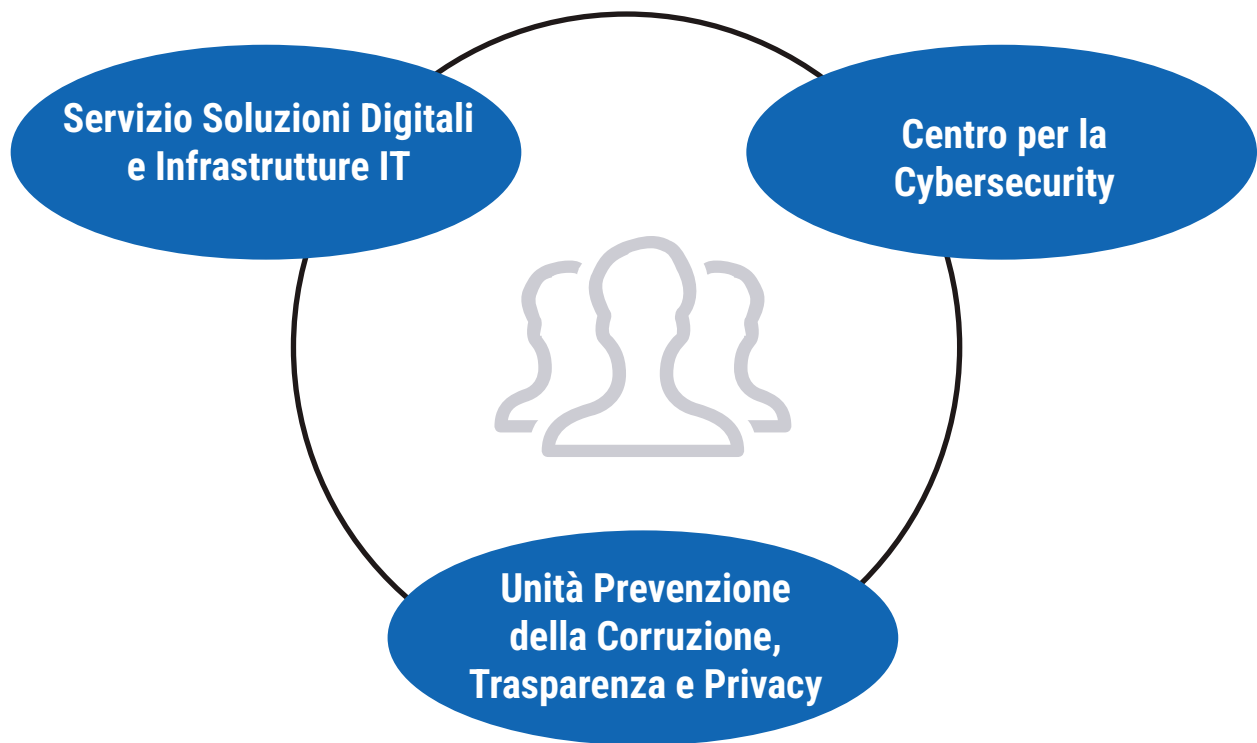 Servizio Soluzioni Digitali
e Infrastrutture IT
Centro per la
Cybersecurity
Unità Prevenzione
della Corruzione,
Trasparenza e Privacy